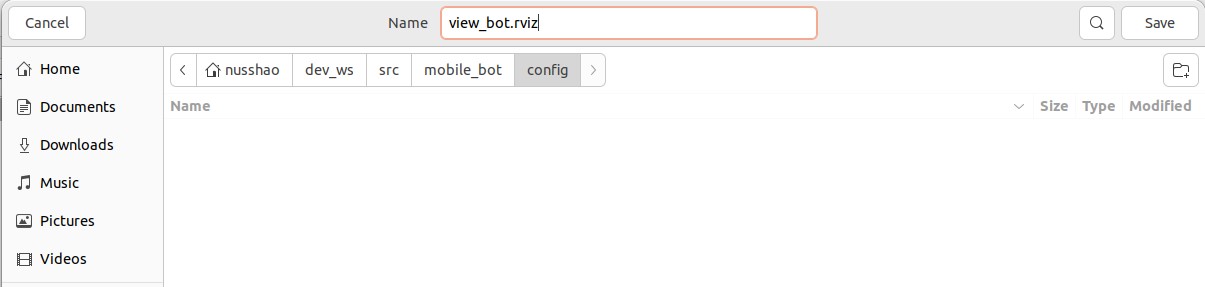 Cancel Name view_bot.rviz Save
Home nusshao dev_ws src mobile_bot config
Name Size Type Modified
Documents
Downloads
Music
Pictures
Videos